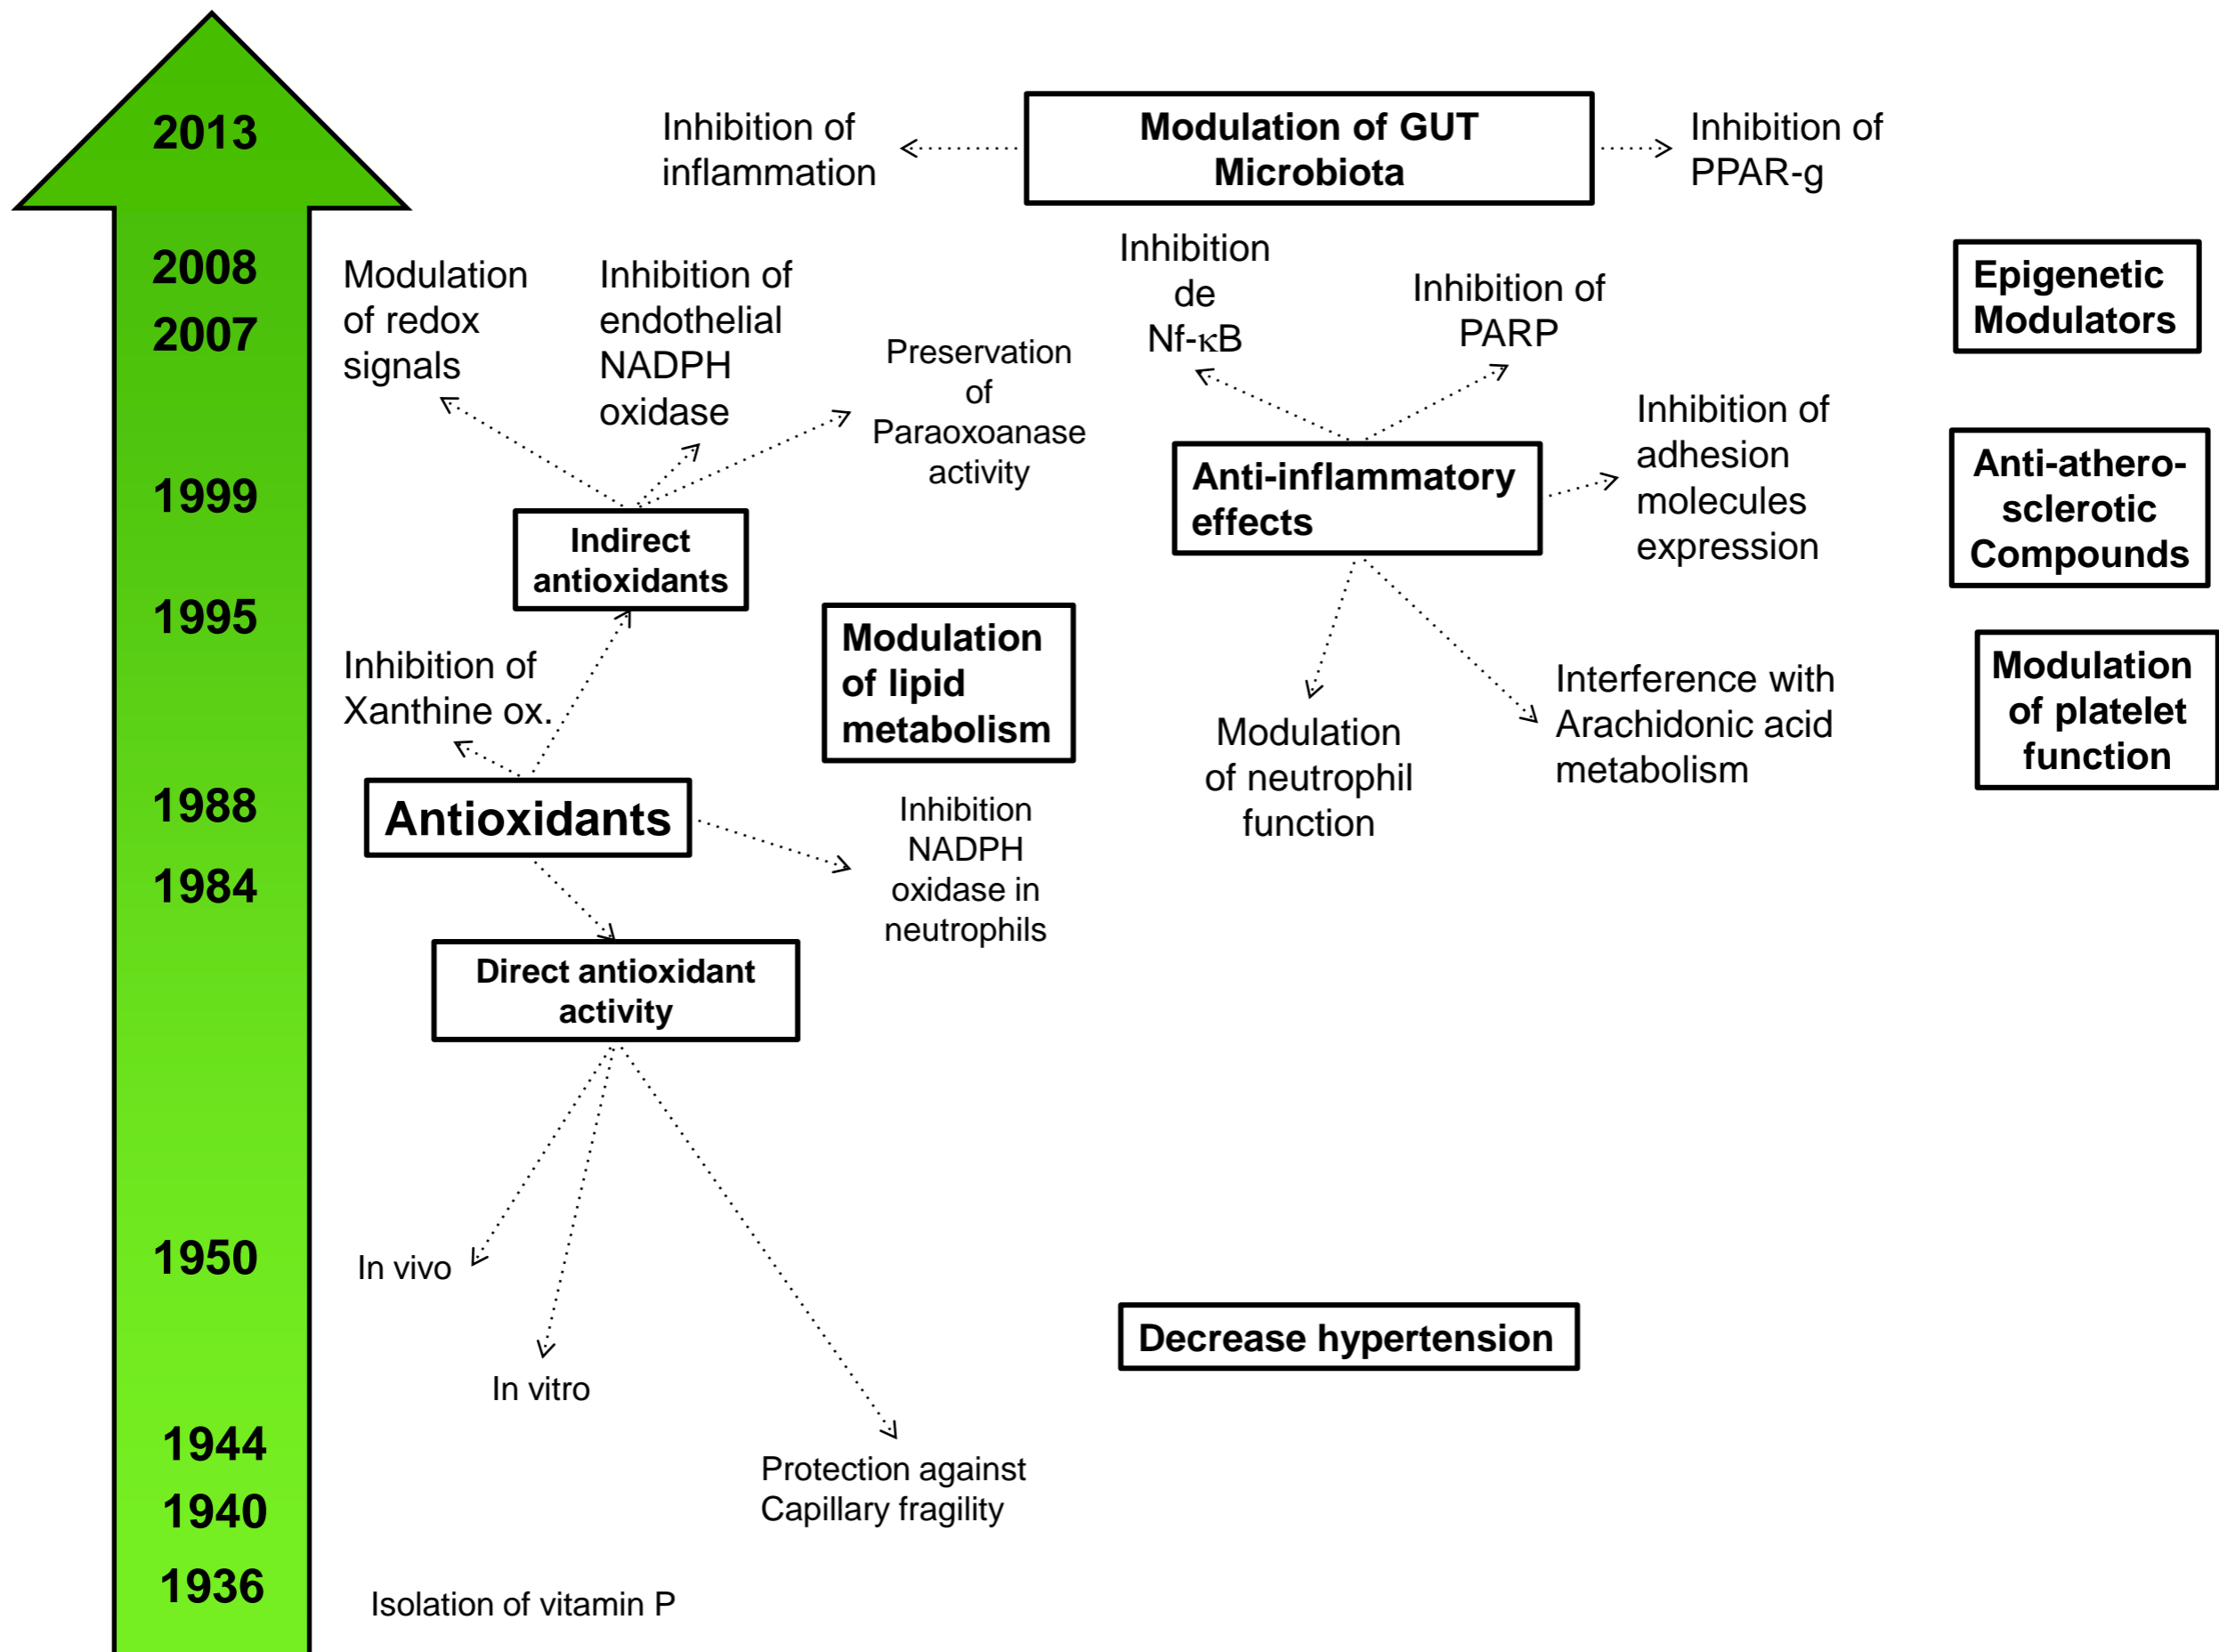 2013
2008
2007
1999
1995
1988
1984
1950
1944
1940
1936
Inhibition of
inflammation
Modulation of GUT
Microbiota
Inhibition of
PPAR-g
Modulation
of redox
signals
Inhibition of
endothelial
NADPH
oxidase
Preservation
of
Paraoxoanase
activity
Inhibition
de
Nf-κB
Inhibition of
PARP
Epigenetic
Modulators
Anti-inflammatory
effects
Inhibition of
adhesion
molecules
expression
Anti-athero-
sclerotic
Compounds
Indirect
antioxidants
Modulation
of lipid
metabolism
Modulation
of platelet
function
Inhibition of
Xanthine ox.
Modulation
of neutrophil
function
Interference with
Arachidonic acid
metabolism
Antioxidants
Inhibition
NADPH
oxidase in
neutrophils
Direct antioxidant
activity
In vivo
In vitro
Decrease hypertension
Protection against
Capillary fragility
Isolation of vitamin P